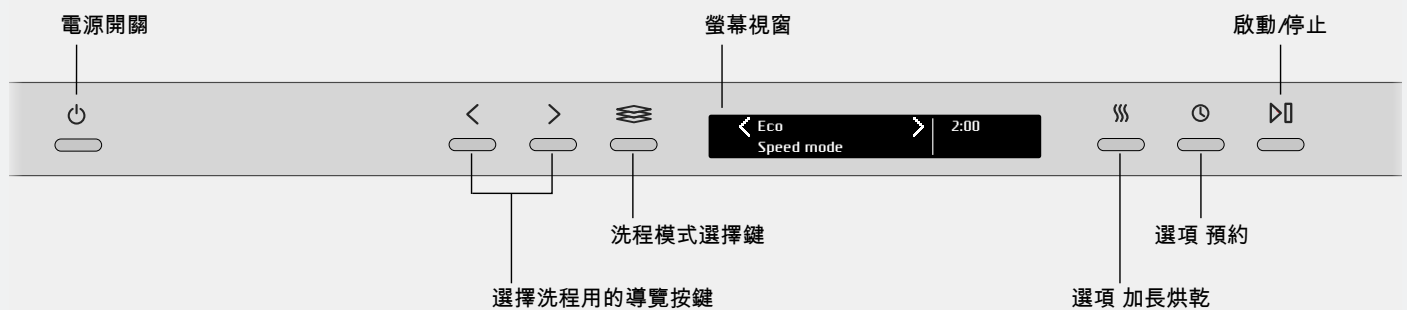 電源開關
螢幕視窗
啟動/停止
Eco
2:00
Speed mode
洗程模式選擇鍵
選項 預約
選擇洗程用的導覽按鍵
選項 加長烘乾